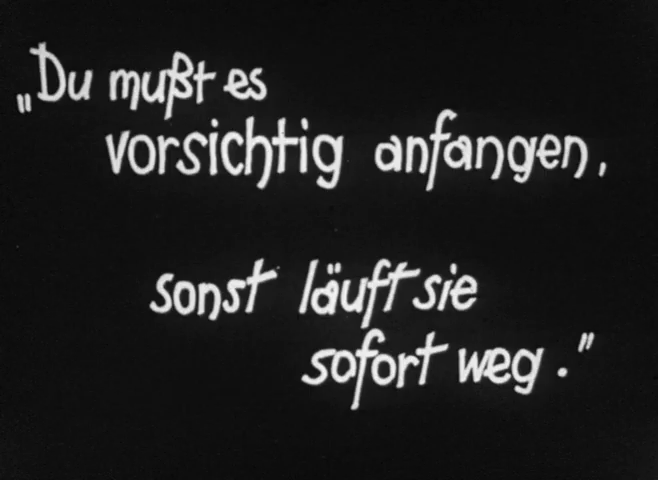 „Du mußt es
vorsichtig anfangen,
sonst läuft sie
sofort weg."